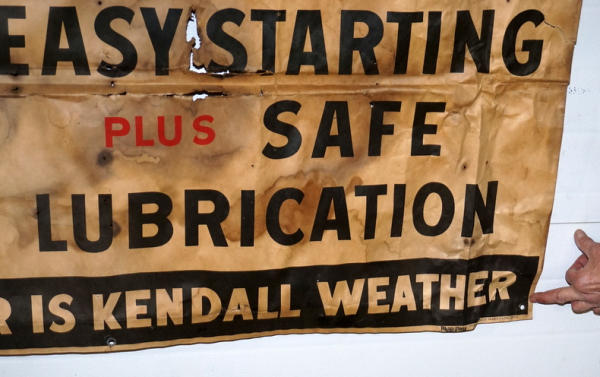 EASY STARTING
PLUS SAFE
LUBRICATION
R IS KENDALL WEATHER